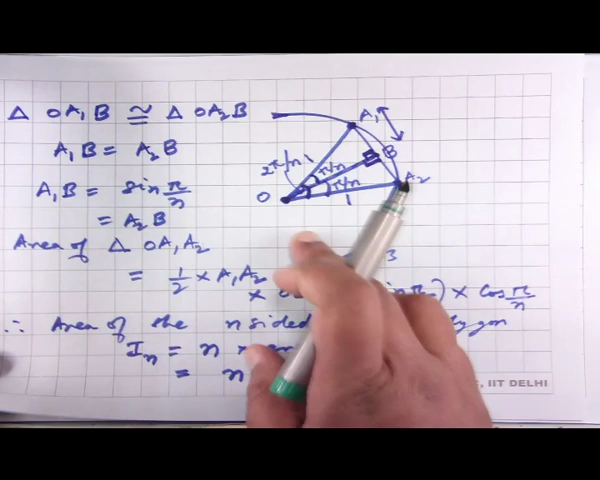 △ OA₁B ≅ △ OA₂B
A₁B = A₂B
A₁B = sin π/n
= A₂B
Area of △ OA₁A₂
= 1/2 × A₁A₂
×
× cos π/n
∴ Area of the n sided
Iₙ = n ×
= n
A₁
B
A₂
O
2π/n
π/n
π/n
1
1
, IIT DELHI